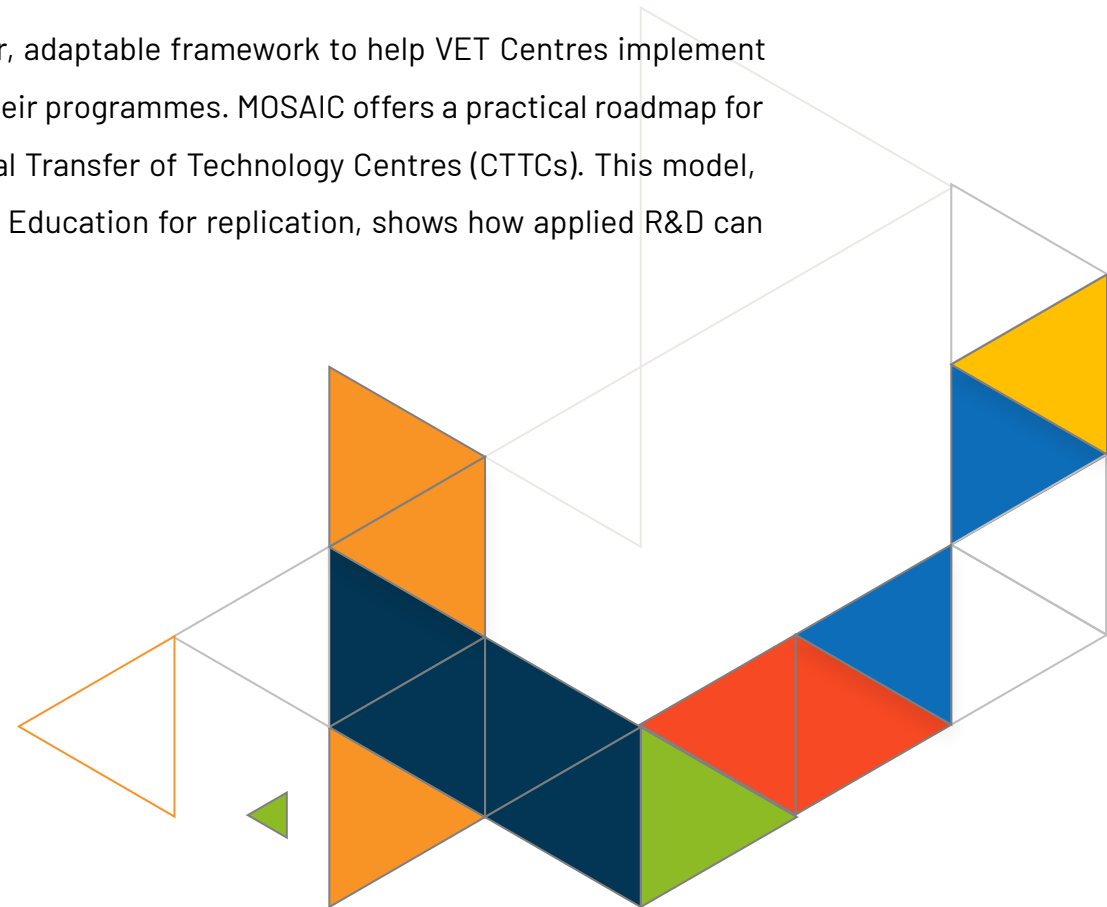 , adaptable framework to help VET Centres implement
eir programmes. MOSAIC offers a practical roadmap for
al Transfer of Technology Centres (CTTCs). This model,
Education for replication, shows how applied R&D can